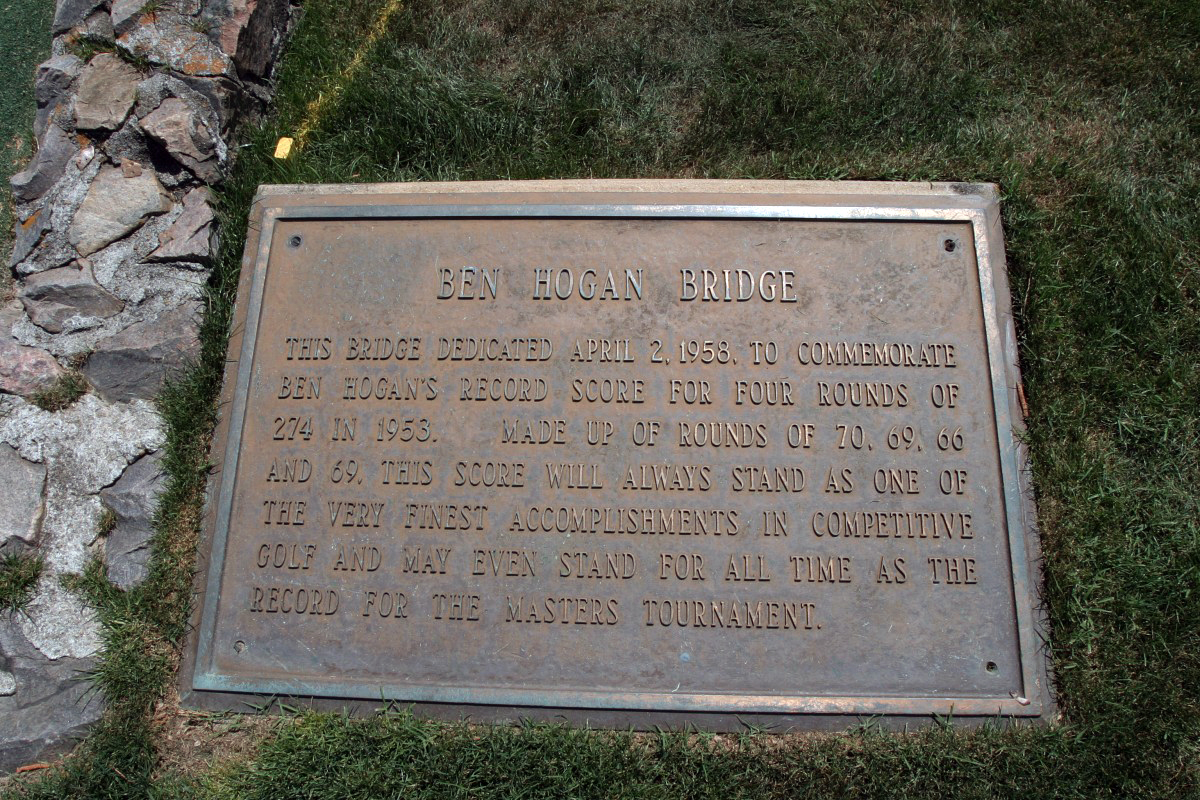 BEN HOGAN BRIDGE
THIS BRIDGE DEDICATED APRIL 2, 1958, TO COMMEMORATE
BEN HOGAN'S RECORD SCORE FOR FOUR ROUNDS OF
274 IN 1953. MADE UP OF ROUNDS OF 70, 69, 66
AND 69, THIS SCORE WILL ALWAYS STAND AS ONE OF
THE VERY FINEST ACCOMPLISHMENTS IN COMPETITIVE
GOLF AND MAY EVEN STAND FOR ALL TIME AS THE
RECORD FOR THE MASTERS TOURNAMENT.